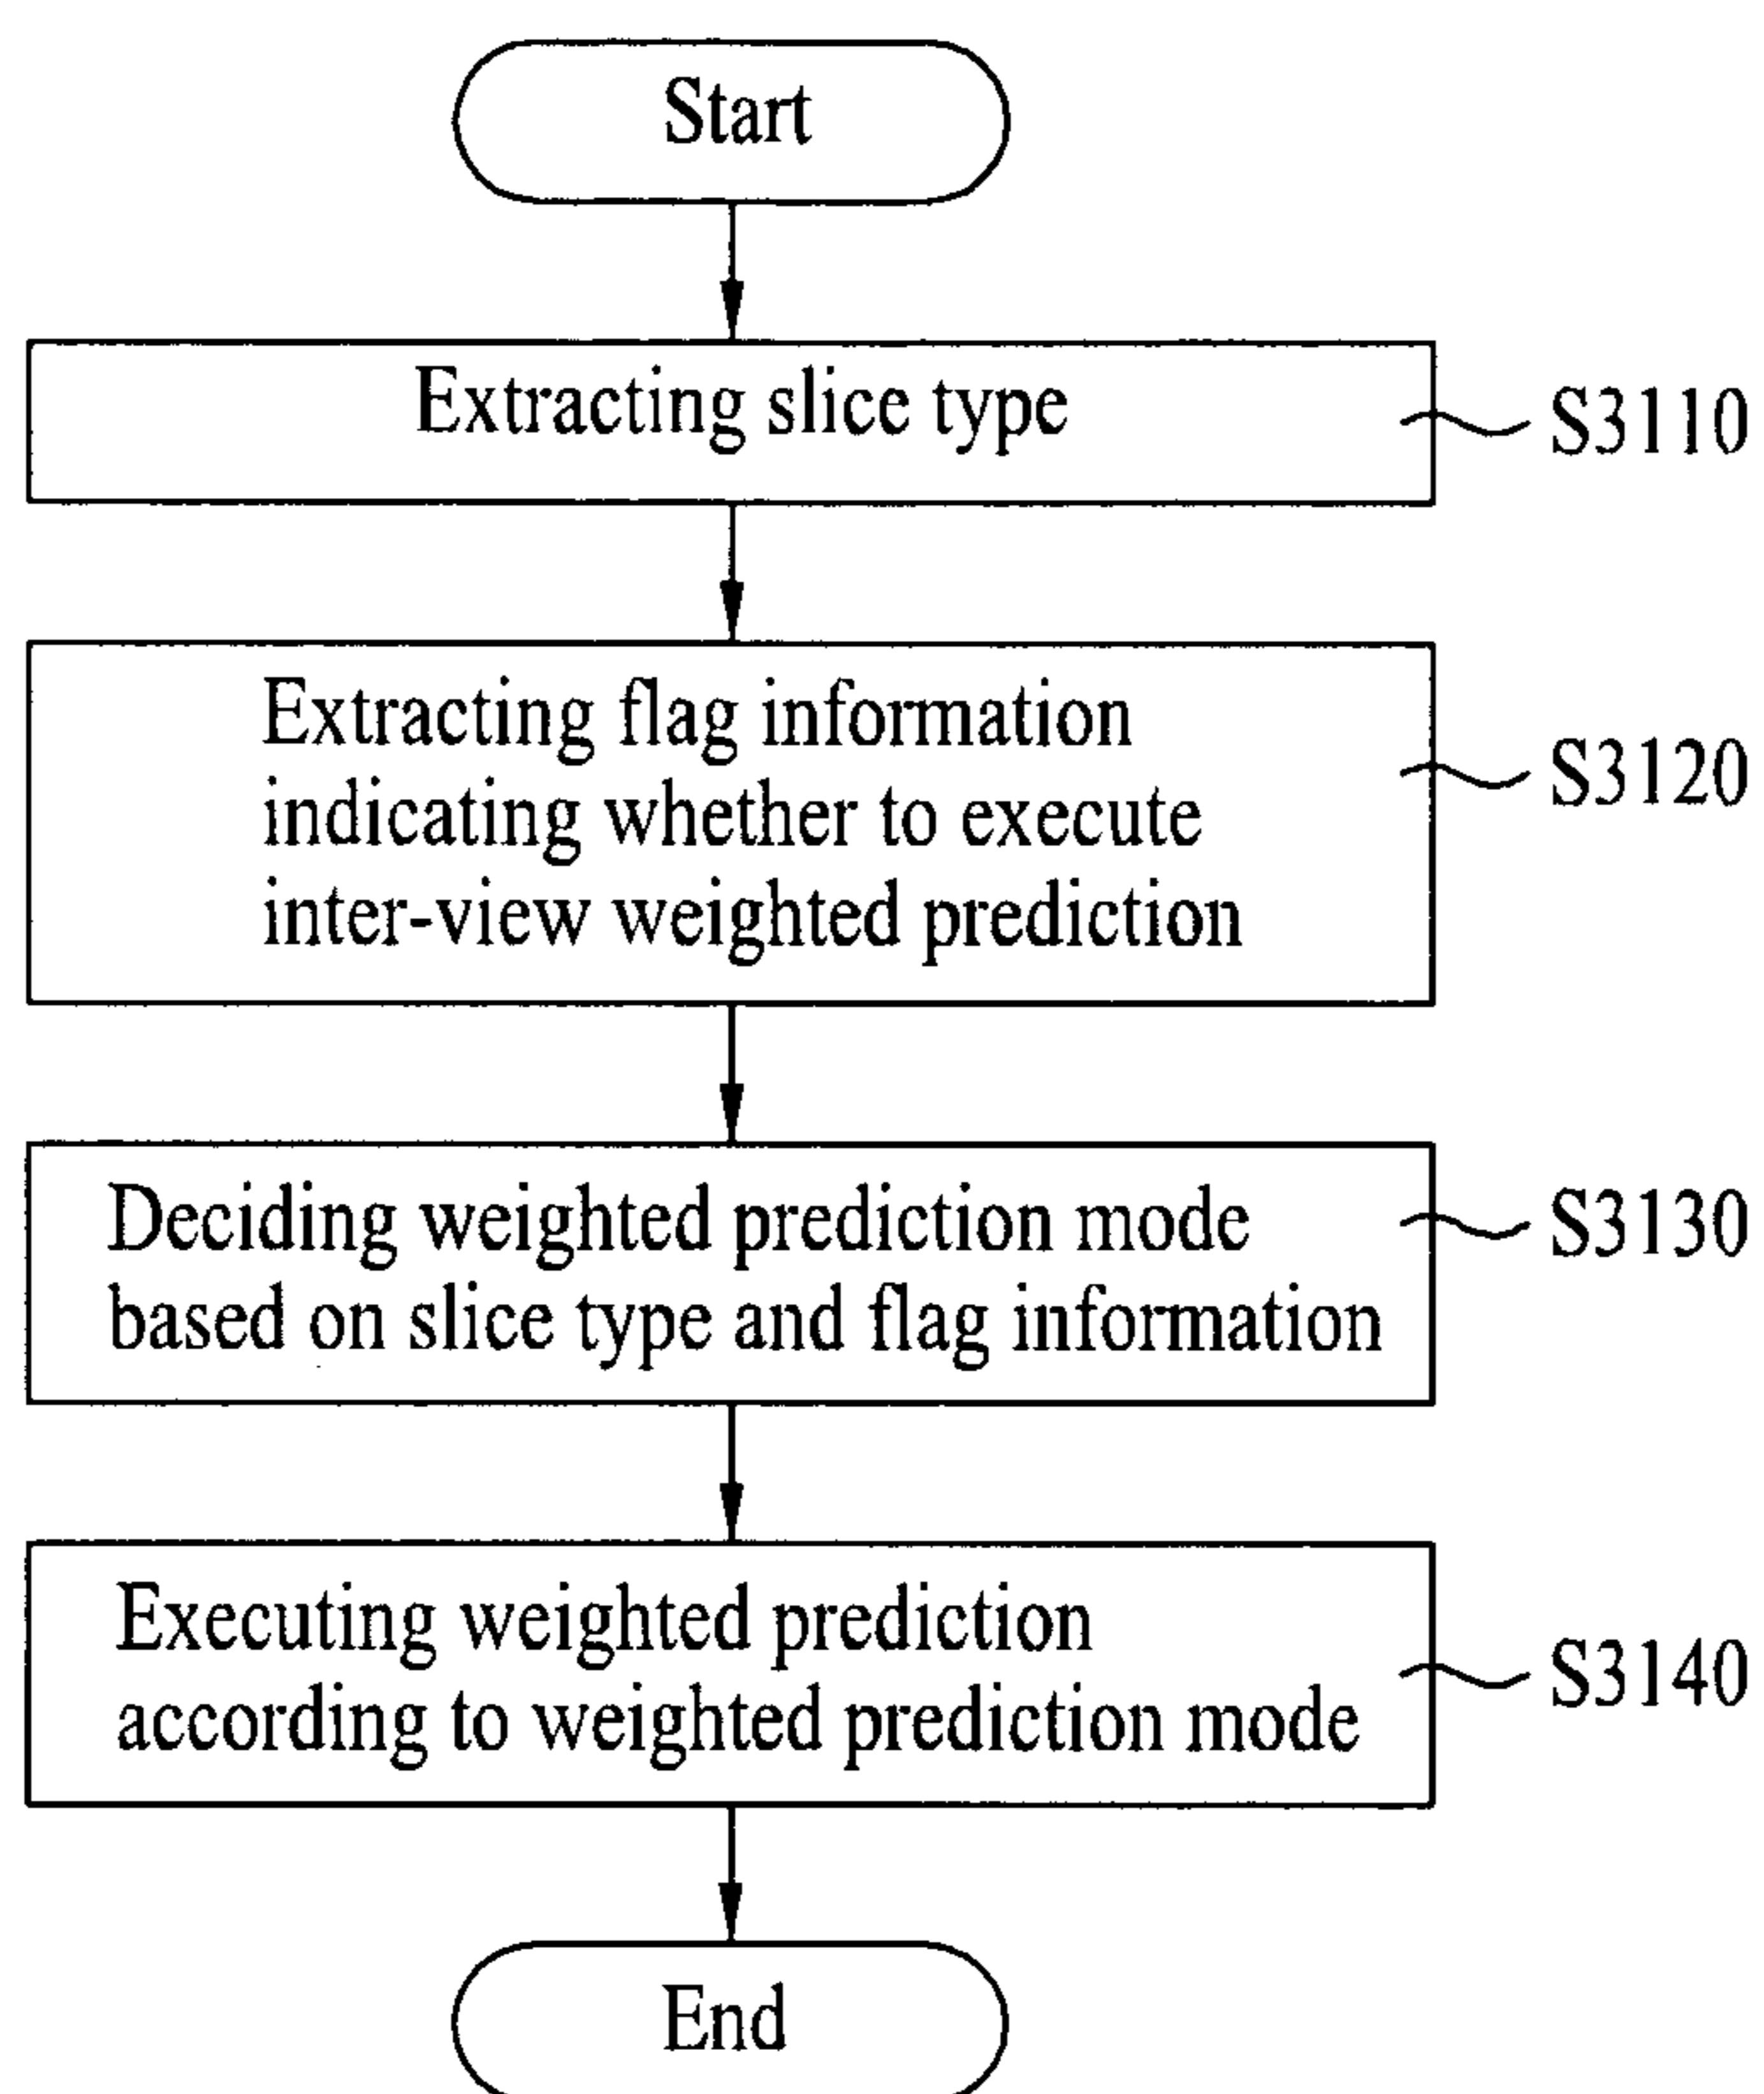 Start
Extracting slice type
S3110
Extracting flag information
indicating whether to execute
inter-view weighted prediction
S3120
Deciding weighted prediction mode
based on slice type and flag information
S3130
Executing weighted prediction
according to weighted prediction mode
S3140
End